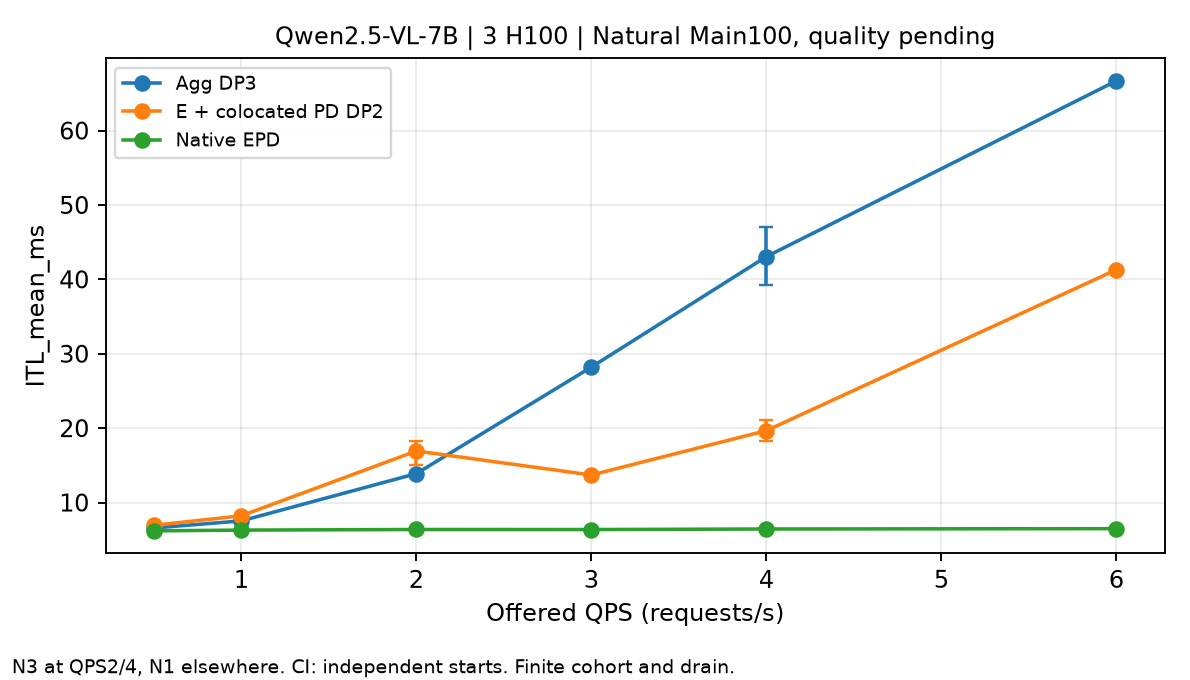 Qwen2.5-VL-7B | 3 H100 | Natural Main100, quality pending
Agg DP3
E + colocated PD DP2
Native EPD
ITL_mean_ms
60
50
40
30
20
10
1 2 3 4 5 6
Offered QPS (requests/s)
N3 at QPS2/4, N1 elsewhere. CI: independent starts. Finite cohort and drain.